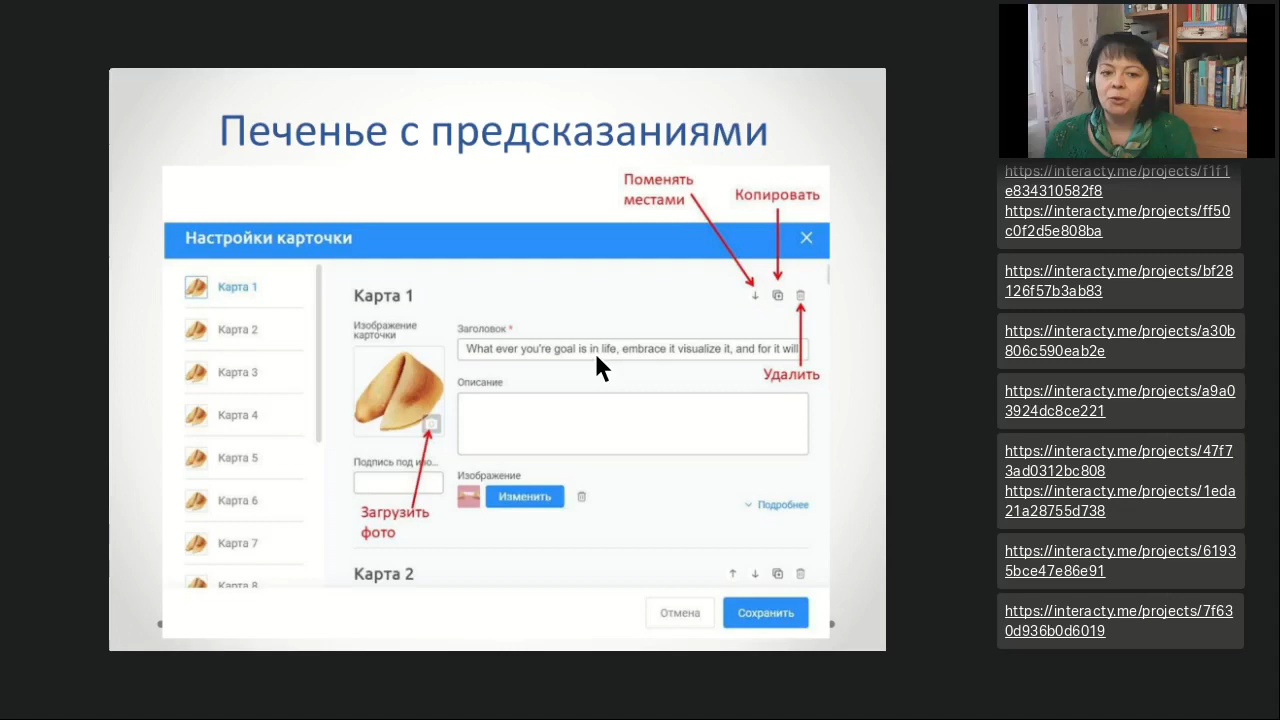 Печенье с предсказаниями
Поменять
местами
Копировать
Настройки карточки
Карта 1
Карта 2
Карта 3
Карта 4
Карта 5
Карта 6
Карта 7
Карта 8
Карта 1
Изображение
карточки
Заголовок *
What ever you're goal is in life, embrace it visualize it, and for it will
Удалить
Описание
Подпись под изо...
Изображение
Изменить
Подробнее
Загрузить
фото
Карта 2
Отмена
Сохранить
https://interacty.me/projects/f1f1
e834310582f8
https://interacty.me/projects/ff50
c0f2d5e808ba
https://interacty.me/projects/bf28
126f57b3ab83
https://interacty.me/projects/a30b
806c590eab2e
https://interacty.me/projects/a9a0
3924dc8ce221
https://interacty.me/projects/47f7
3ad0312bc808
https://interacty.me/projects/1eda
21a28755d738
https://interacty.me/projects/6193
5bce47e86e91
https://interacty.me/projects/7f63
0d936b0d6019